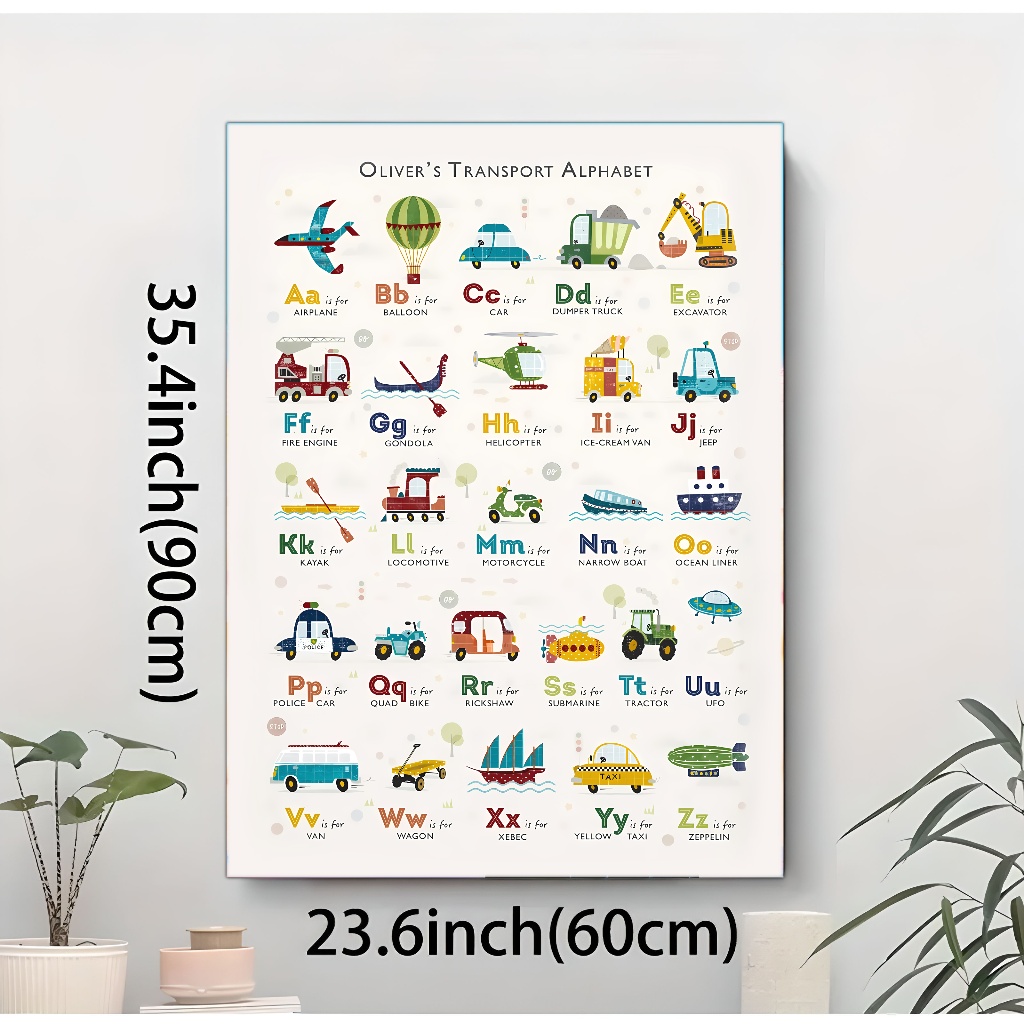 OLIVER'S TRANSPORT ALPHABET
Aa is for Bb is for Cc is for Dd is for Ee is for
AIRPLANE BALLOON CAR DUMPER TRUCK EXCAVATOR
GO STOP
Ff is for Gg is for Hh is for Ii is for Jj is for
FIRE ENGINE GONDOLA HELICOPTER ICE-CREAM VAN JEEP
GO
Kk is for Ll is for Mm is for Nn is for Oo is for
KAYAK LOCOMOTIVE MOTORCYCLE NARROW BOAT OCEAN LINER
GO
POLICE
Pp is for Qq is for Rr is for Ss is for Tt is for Uu is for
POLICE CAR QUAD BIKE RICKSHAW SUBMARINE TRACTOR UFO
STOP
TAXI
Vv is for Ww is for Xx is for Yy is for Zz is for
VAN WAGON XEBEC YELLOW TAXI ZEPPELIN
35.4inch(90cm)
23.6inch(60cm)